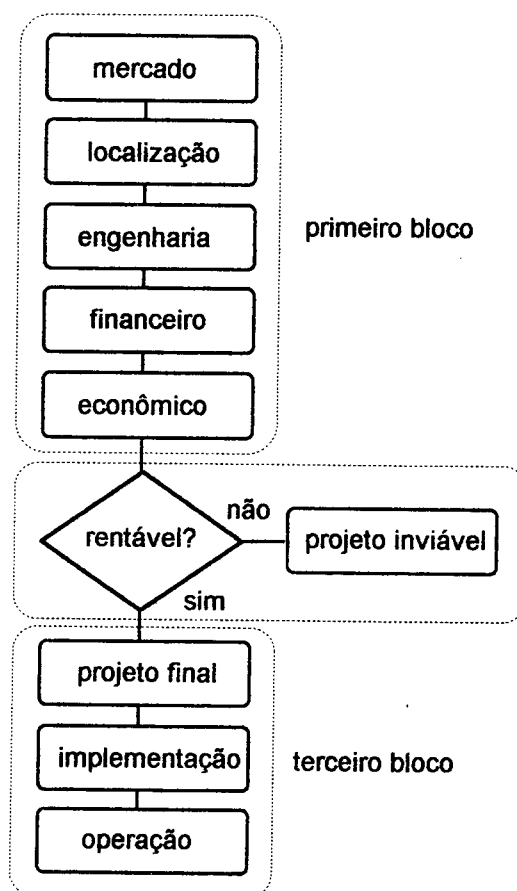 mercado
localização
engenharia
primeiro bloco
financeiro
econômico
não
rentável?
projeto inviável
sim
projeto final
implementação
terceiro bloco
operação